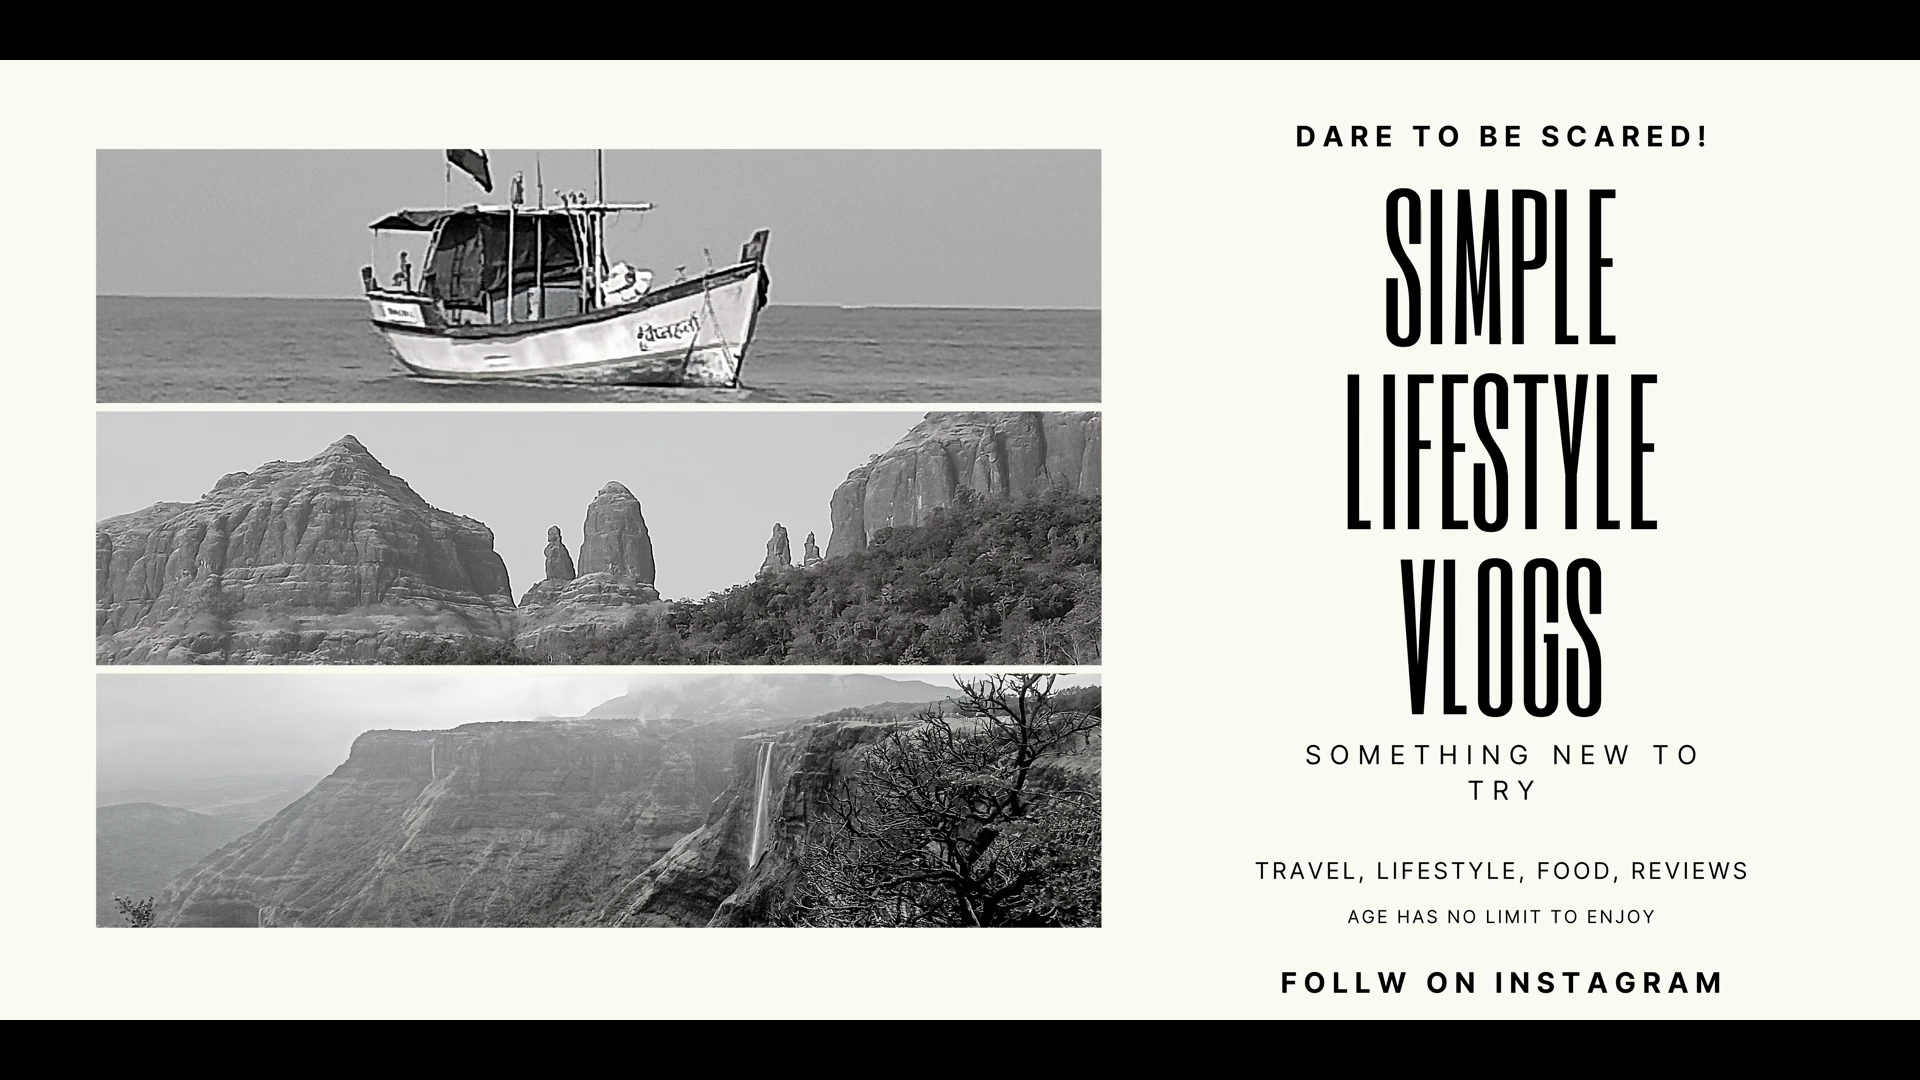 DARE TO BE SCARED!
SIMPLE
LIFESTYLE
VLOGS
SOMETHING NEW TO
TRY
TRAVEL, LIFESTYLE, FOOD, REVIEWS
AGE HAS NO LIMIT TO ENJOY
FOLLW ON INSTAGRAM